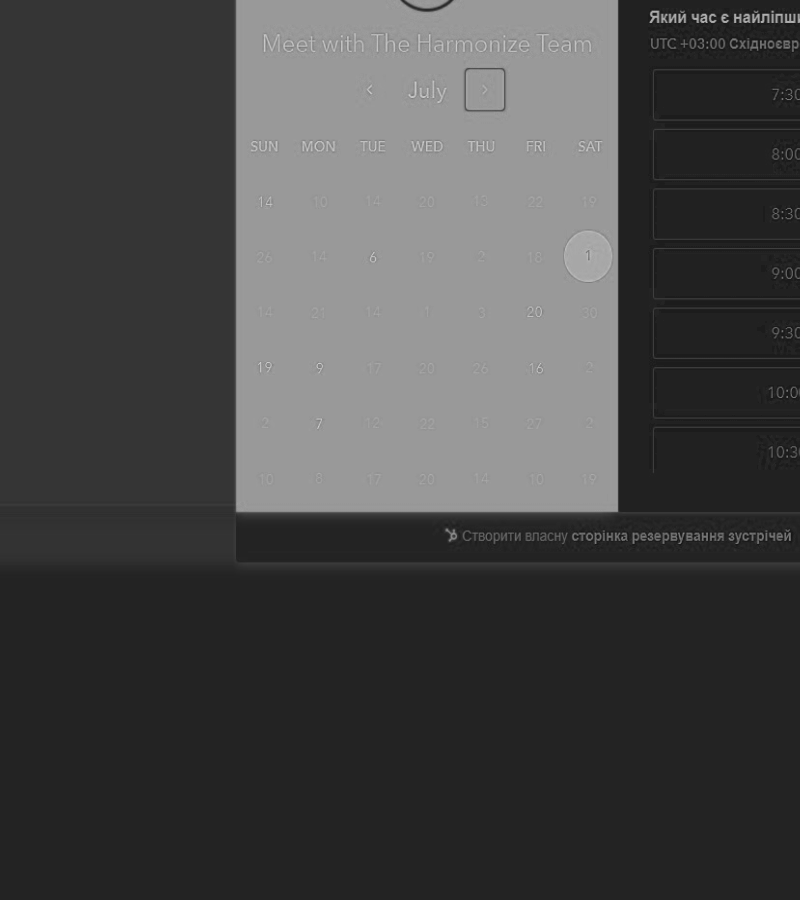 Meet with The Harmonize Team
July
SUN MON TUE WED THU FRI SAT
14 10 14 20 13 22 19
26 14 6 19 2 18 1
14 21 14 1 3 20 30
19 9 17 20 26 16 2
2 7 12 22 15 27 2
10 8 17 20 14 10 19
Який час є найліпши
UTC +03:00 Східноєвр
7:30
8:00
8:30
9:00
9:30
10:00
10:30
Створити власну сторінка резервування зустрічей